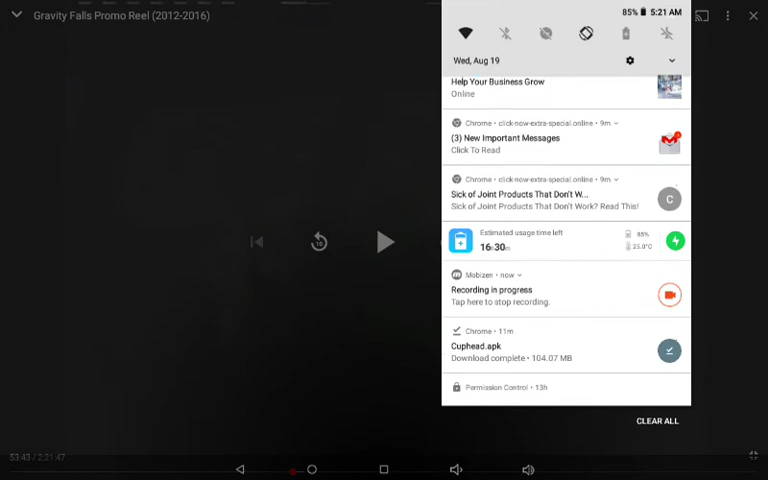 Gravity Falls Promo Reel (2012-2016)
85% 5:21 AM
Wed, Aug 19
Help Your Business Grow
Online
Chrome • click-now-extra-special.online • 9m
(3) New Important Messages
Click To Read
Chrome • click-now-extra-special.online • 9m
Sick of Joint Products That Don't W...
Sick of Joint Products That Don't Work? Read This!
C
Estimated usage time left
16h30m
85%
25.0°C
Mobizen • now
Recording in progress
Tap here to stop recording.
Chrome • 11m
Cuphead.apk
Download complete • 104.07 MB
Permission Control • 13h
CLEAR ALL
10
53:43 / 2:21:47